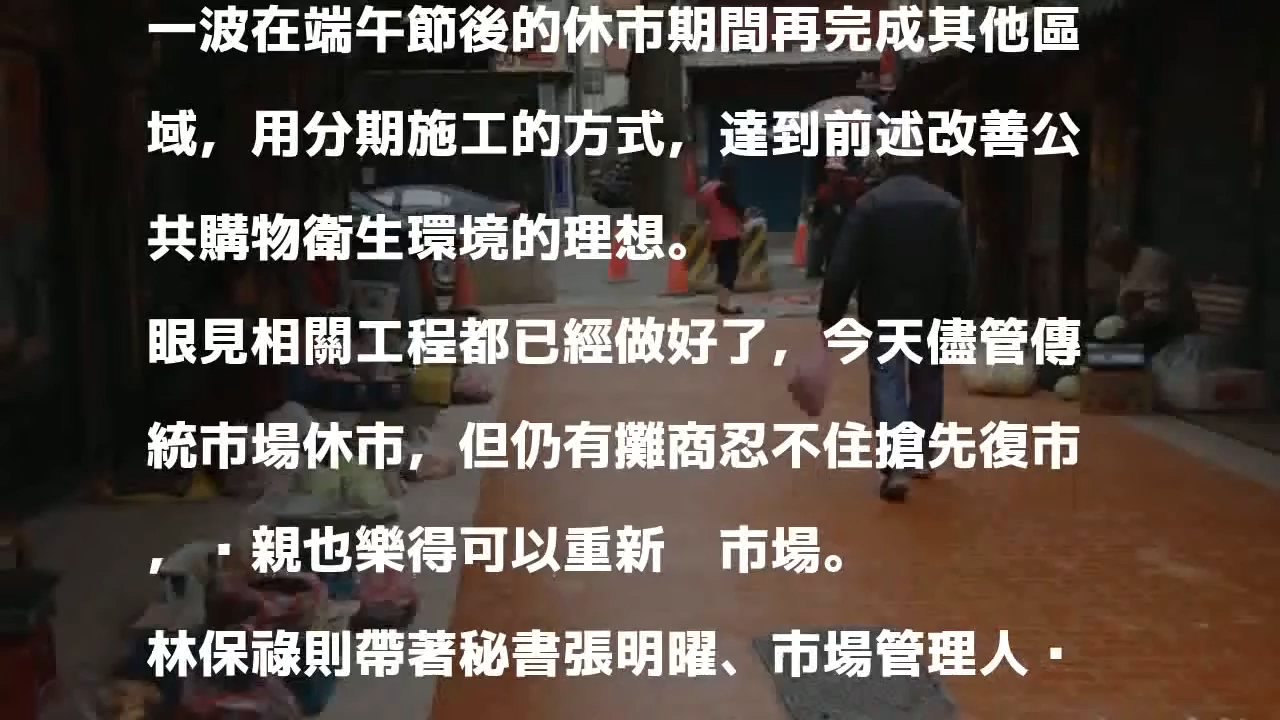 一波在端午節後的休市期間再完成其他區
域，用分期施工的方式，達到前述改善公
共購物衛生環境的理想。
眼見相關工程都已經做好了，今天儘管傳
統市場休市，但仍有攤商忍不住搶先復市
，▪親也樂得可以重新　市場。
林保祿則帶著秘書張明曜、市場管理人▪